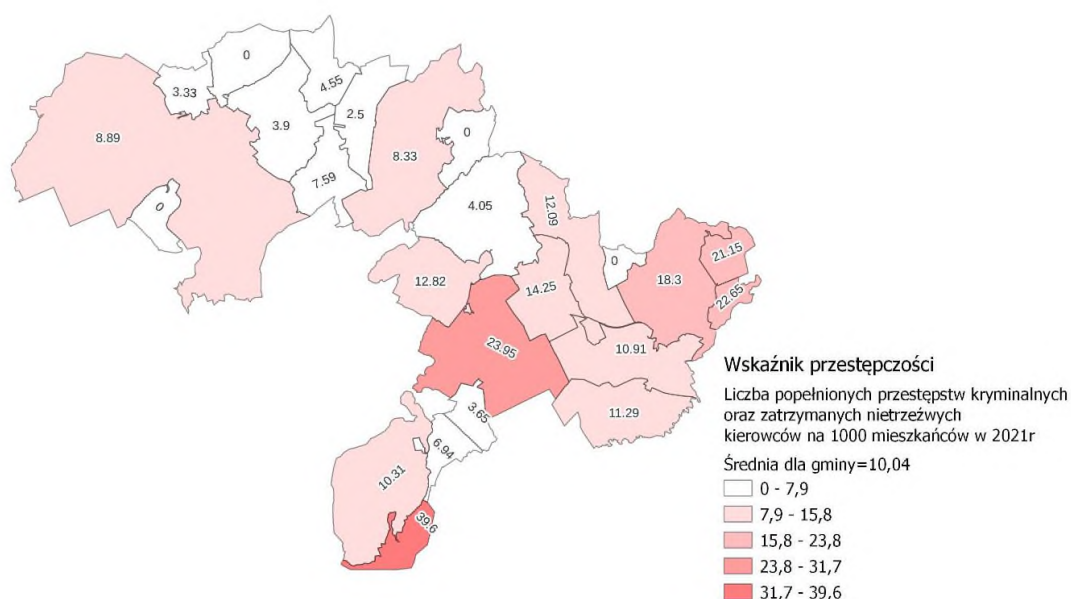 0
4.55
3.33
2.5
3.9
8.89
0
8.33
7.59
0
4.05
12.09
21.15
0
18.3
12.82
14.25
22.65
23.95
10.91
Wskaźnik przestępczości
Liczba popełnionych przestępstw kryminalnych
oraz zatrzymanych nietrzeźwych
kierowców na 1000 mieszkańców w 2021r
3.65
11.29
6.94
Średnia dla gminy=10,04
10.31
0 - 7,9
7,9 - 15,8
39.6
15,8 - 23,8
23,8 - 31,7
31,7 - 39,6